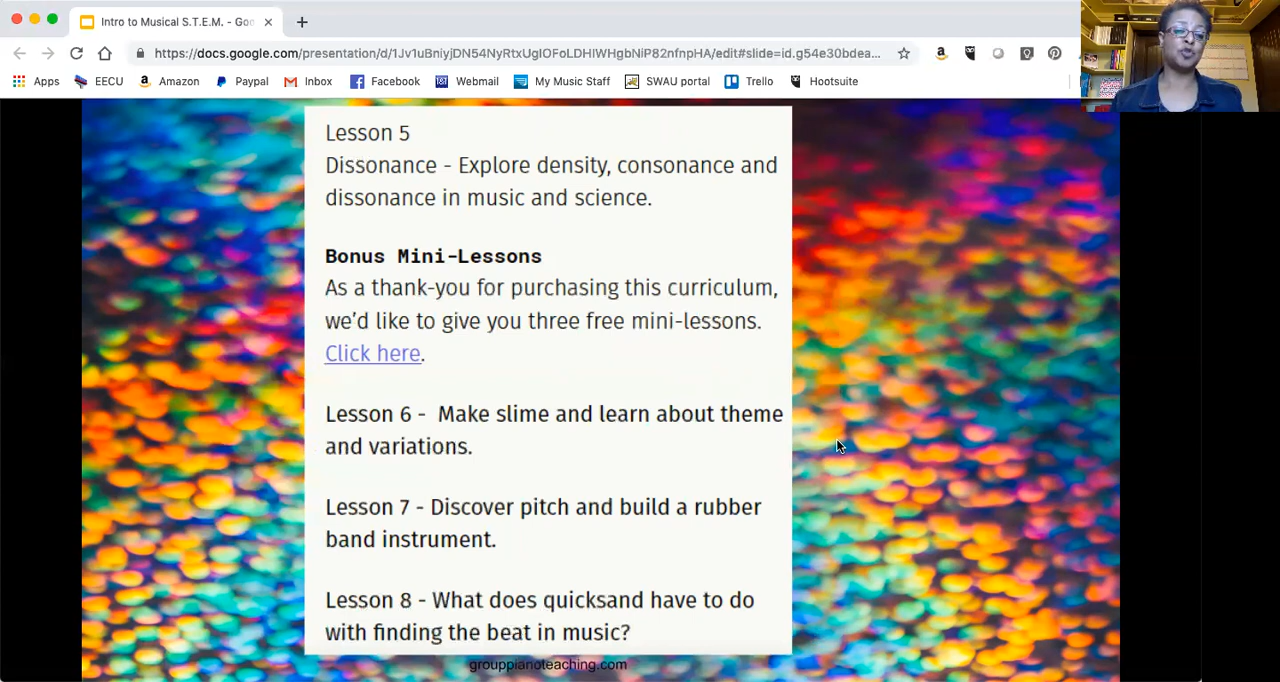 Intro to Musical S.T.E.M. - Goo
https://docs.google.com/presentation/d/1Jv1uBniyjDN54NyRtxUgIOFoLDHIWHgbNiP82nfnpHA/edit#slide=id.g54e30bdea...
Apps EECU Amazon Paypal Inbox Facebook Webmail My Music Staff SWAU portal Trello Hootsuite
Lesson 5
Dissonance - Explore density, consonance and
dissonance in music and science.
Bonus Mini-Lessons
As a thank-you for purchasing this curriculum,
we'd like to give you three free mini-lessons.
Click here.
Lesson 6 - Make slime and learn about theme
and variations.
Lesson 7 - Discover pitch and build a rubber
band instrument.
Lesson 8 - What does quicksand have to do
with finding the beat in music?
grouppianoteaching.com